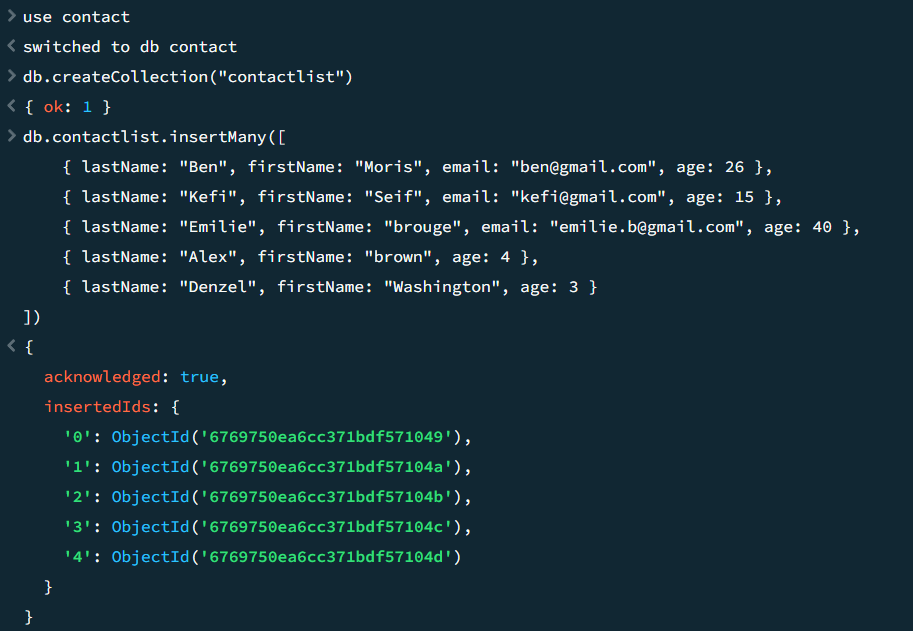 > use contact
< switched to db contact
> db.createCollection("contactlist")
< { ok: 1 }
> db.contactlist.insertMany([
    { lastName: "Ben", firstName: "Moris", email: "ben@gmail.com", age: 26 },
    { lastName: "Kefi", firstName: "Seif", email: "kefi@gmail.com", age: 15 },
    { lastName: "Emilie", firstName: "brouge", email: "emilie.b@gmail.com", age: 40 },
    { lastName: "Alex", firstName: "brown", age: 4 },
    { lastName: "Denzel", firstName: "Washington", age: 3 }
])
< {
  acknowledged: true,
  insertedIds: {
    '0': ObjectId('6769750ea6cc371bdf571049'),
    '1': ObjectId('6769750ea6cc371bdf57104a'),
    '2': ObjectId('6769750ea6cc371bdf57104b'),
    '3': ObjectId('6769750ea6cc371bdf57104c'),
    '4': ObjectId('6769750ea6cc371bdf57104d')
  }
}